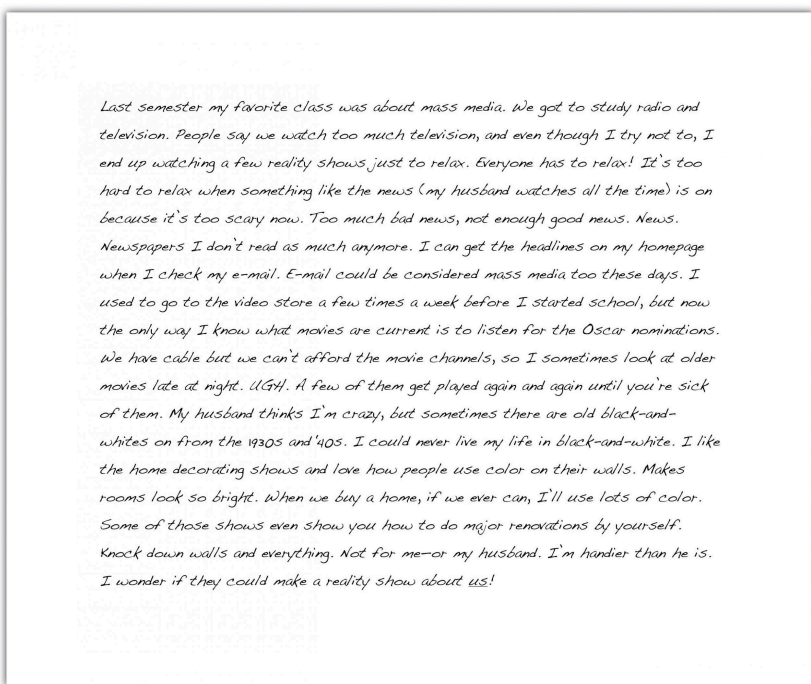 Last semester my favorite class was about mass media. We got to study radio and
television. People say we watch too much television, and even though I try not to, I
end up watching a few reality shows just to relax. Everyone has to relax! It's too
hard to relax when something like the news (my husband watches all the time) is on
because it's too scary now. Too much bad news, not enough good news. News.
Newspapers I don't read as much anymore. I can get the headlines on my homepage
when I check my e-mail. E-mail could be considered mass media too these days. I
used to go to the video store a few times a week before I started school, but now
the only way I know what movies are current is to listen for the Oscar nominations.
We have cable but we can't afford the movie channels, so I sometimes look at older
movies late at night. UGH. A few of them get played again and again until you're sick
of them. My husband thinks I'm crazy, but sometimes there are old black-and-
whites on from the 1930s and '40s. I could never live my life in black-and-white. I like
the home decorating shows and love how people use color on their walls. Makes
rooms look so bright. When we buy a home, if we ever can, I'll use lots of color.
Some of those shows even show you how to do major renovations by yourself.
Knock down walls and everything. Not for me—or my husband. I'm handier than he is.
I wonder if they could make a reality show about us!